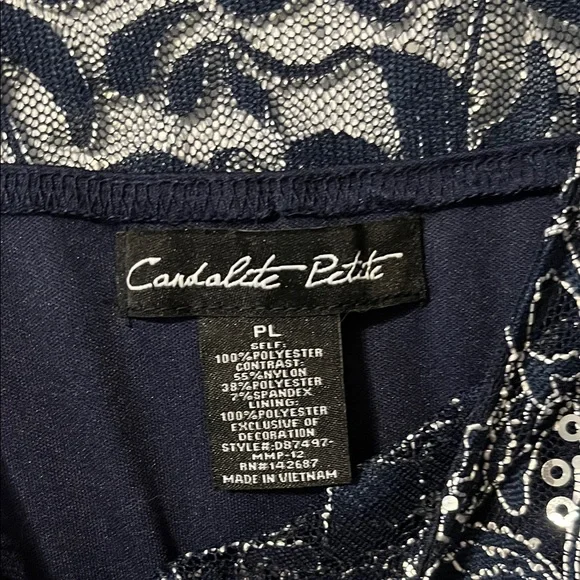 Candalite Petite
PL
SELF:
100%POLYESTER
CONTRAST:
55%NYLON
38%POLYESTER
7%SPANDEX
LINING:
100%POLYESTER
EXCLUSIVE OF
DECORATION
STYLE#:D87497-
MMP-12
RN#142687
MADE IN VIETNAM